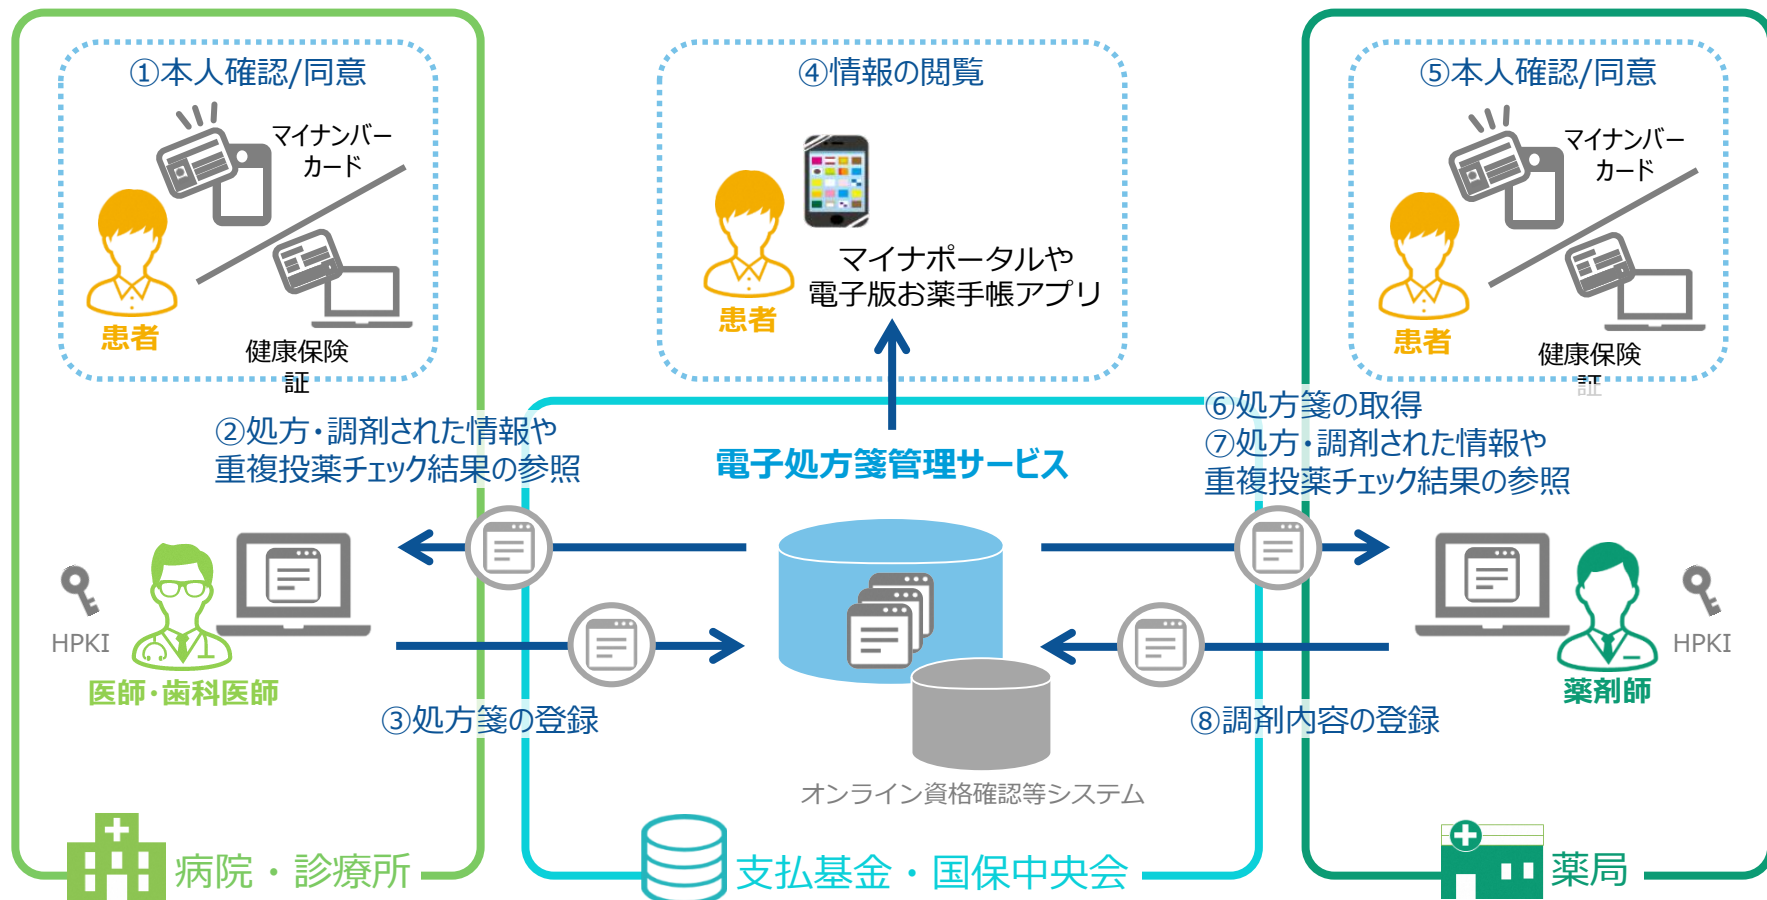 ①本人確認/同意
マイナンバー
カード
患者
健康保険
証
②処方・調剤された情報や
重複投薬チェック結果の参照
HPKI
医師・歯科医師
③処方箋の登録
病院・診療所
④情報の閲覧
マイナポータルや
電子版お薬手帳アプリ
患者
電子処方箋管理サービス
オンライン資格確認等システム
支払基金・国保中央会
⑤本人確認/同意
マイナンバー
カード
患者
健康保険
証
⑥処方箋の取得
⑦処方・調剤された情報や
重複投薬チェック結果の参照
HPKI
薬剤師
⑧調剤内容の登録
薬局